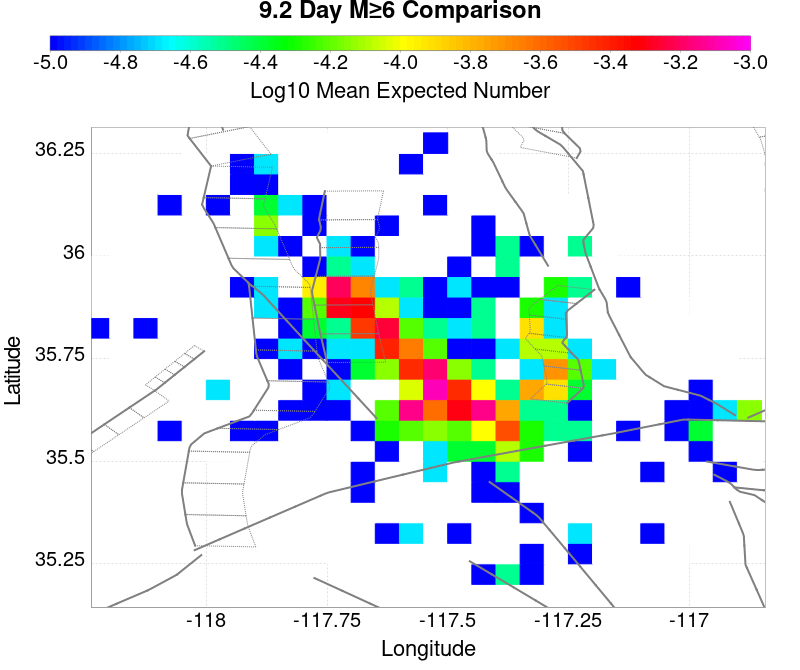 9.2 Day M≥6 Comparison
-5.0 -4.8 -4.6 -4.4 -4.2 -4.0 -3.8 -3.6 -3.4 -3.2 -3.0
Log10 Mean Expected Number
36.25
36
35.75
35.5
35.25
Latitude
-118 -117.75 -117.5 -117.25 -117
Longitude